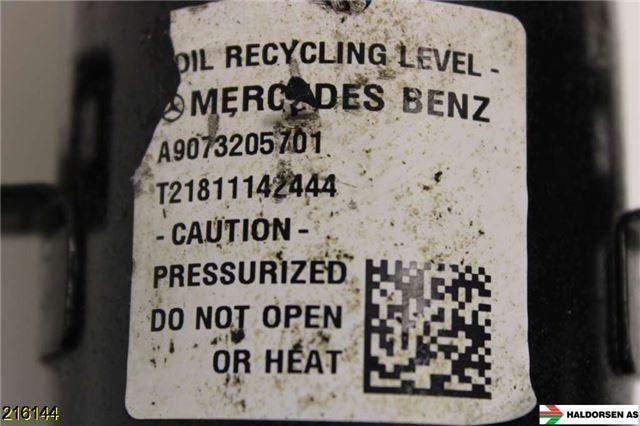 OIL RECYCLING LEVEL -
MERCEDES BENZ
A9073205701
T21811142444
- CAUTION -
PRESSURIZED
DO NOT OPEN
OR HEAT
216144
HALDORSEN AS